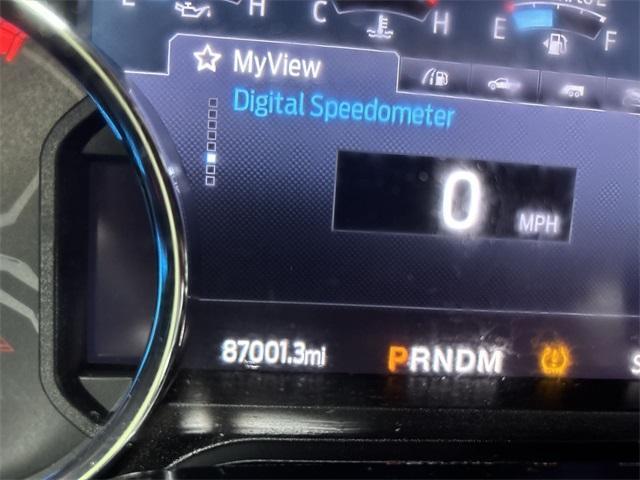 H C H E F
MyView
Digital Speedometer
0 MPH
87001.3mi PRNDM